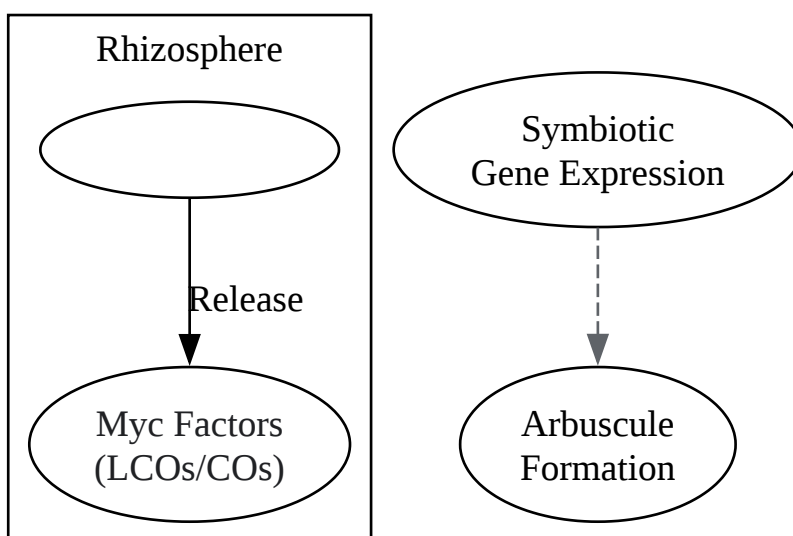 Rhizosphere
Release
Myc Factors
(LCOs/COs)
Symbiotic
Gene Expression
Arbuscule
Formation